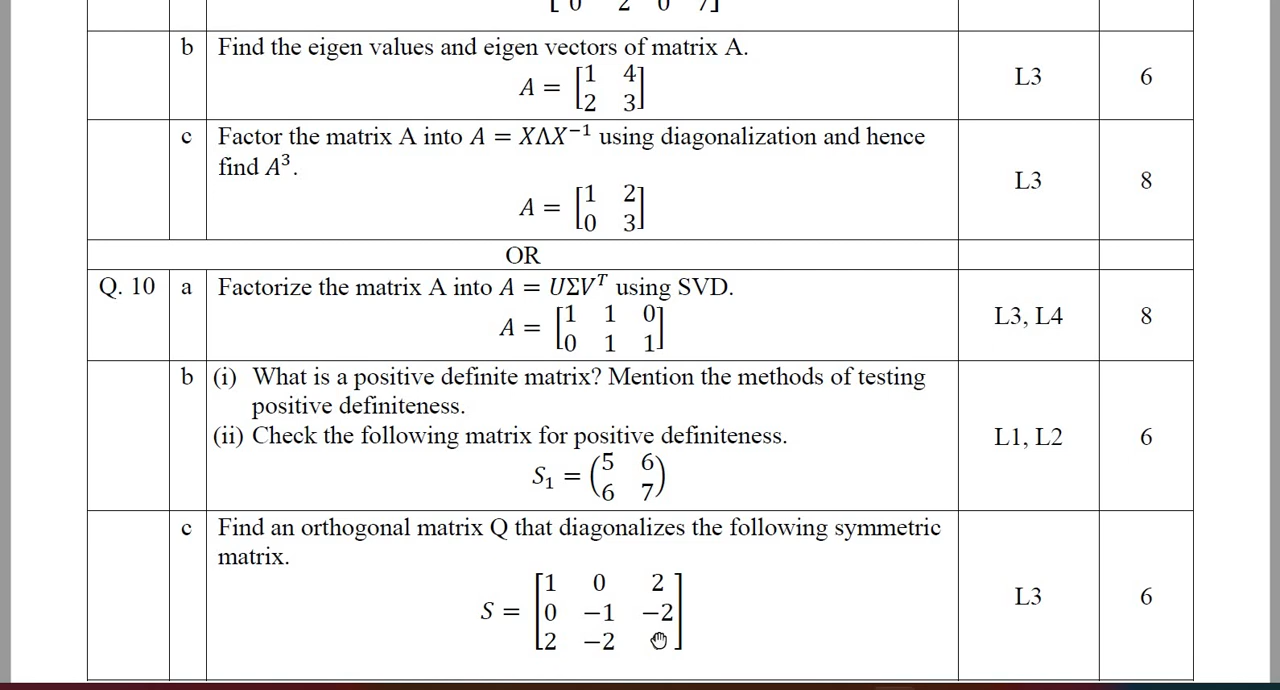 [ 0 2 0 7 ]
b Find the eigen values and eigen vectors of matrix A.
A = [1 4
2 3]
L3 6
c Factor the matrix A into A = XΛX⁻¹ using diagonalization and hence
find A³.
A = [1 2
0 3]
L3 8
OR
Q. 10 a Factorize the matrix A into A = UΣVᵀ using SVD.
A = [1 1 0
0 1 1]
L3, L4 8
b (i) What is a positive definite matrix? Mention the methods of testing
positive definiteness.
(ii) Check the following matrix for positive definiteness.
S₁ = (5 6
6 7)
L1, L2 6
c Find an orthogonal matrix Q that diagonalizes the following symmetric
matrix.
S = [1 0 2
0 −1 −2
2 −2 ]
L3 6